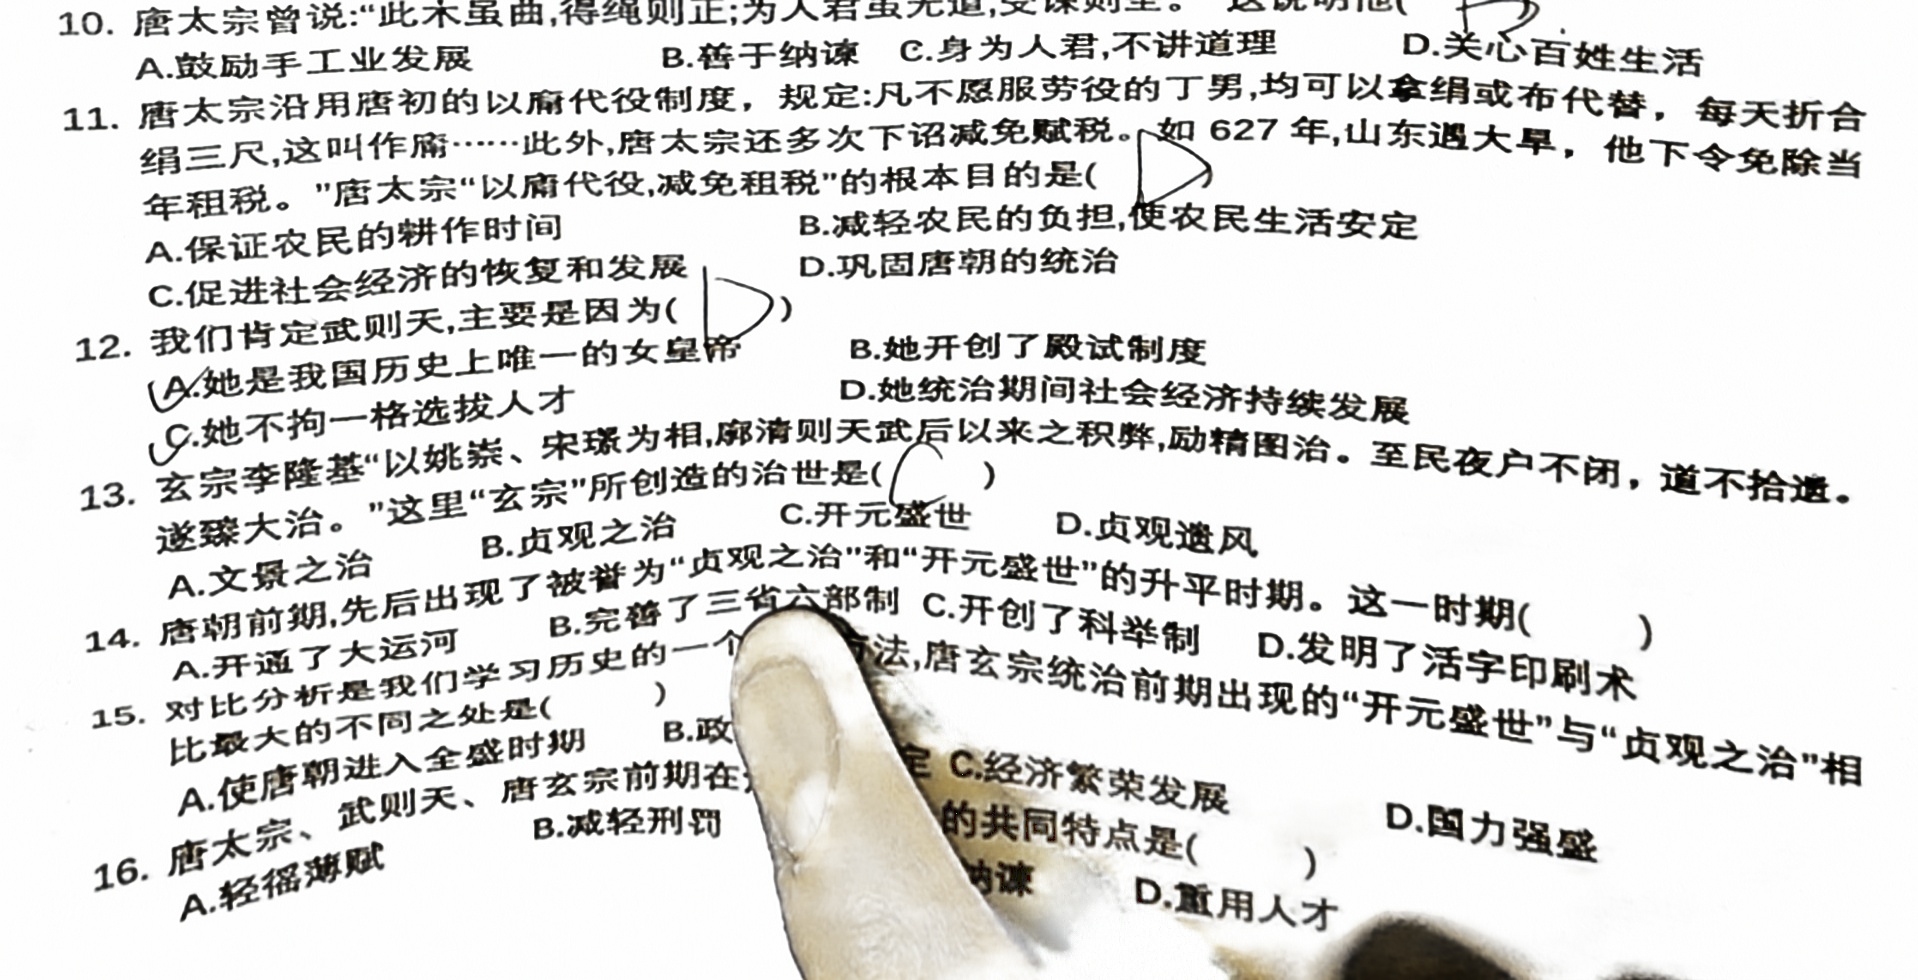 10. 唐太宗曾说:“此木虽曲,得绳则正;为人君虽无道,受谏则圣。”这说明他(
A.鼓励手工业发展 B.善于纳谏 C.身为人君,不讲道理 D.关心百姓生活
11. 唐太宗沿用唐初的以庸代役制度，规定:凡不愿服劳役的丁男,均可以拿绢或布代替，每天折合
绢三尺,这叫作庸……此外,唐太宗还多次下诏减免赋税。如 627 年,山东遇大旱，他下令免除当
年租税。”唐太宗“以庸代役,减免租税”的根本目的是( D )
A.保证农民的耕作时间 B.减轻农民的负担,使农民生活安定
C.促进社会经济的恢复和发展 D.巩固唐朝的统治
12. 我们肯定武则天,主要是因为( D )
A.她是我国历史上唯一的女皇帝 B.她开创了殿试制度
C.她不拘一格选拔人才 D.她统治期间社会经济持续发展
13. 玄宗李隆基“以姚崇、宋璟为相,廓清则天武后以来之积弊,励精图治。至民夜户不闭，道不拾遗。
遂臻大治。”这里“玄宗”所创造的治世是( C )
A.文景之治 B.贞观之治 C.开元盛世 D.贞观遗风
14. 唐朝前期,先后出现了被誉为“贞观之治”和“开元盛世”的升平时期。这一时期( )
A.开通了大运河 B.完善了三省六部制 C.开创了科举制 D.发明了活字印刷术
15. 对比分析是我们学习历史的一个 方法,唐玄宗统治前期出现的“开元盛世”与“贞观之治”相
比最大的不同之处是( )
A.使唐朝进入全盛时期 B.政 定 C.经济繁荣发展 D.国力强盛
16. 唐太宗、武则天、唐玄宗前期在 的共同特点是( )
A.轻徭薄赋 B.减轻刑罚 纳谏 D.重用人才